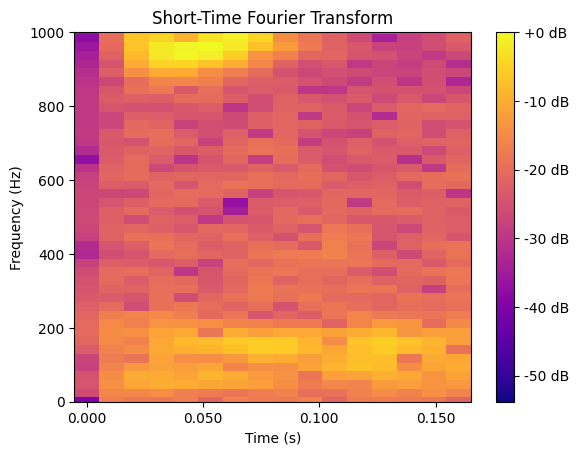 Short-Time Fourier Transform
1000
800
600
400
200
0
Frequency (Hz)
0.000
0.050
0.100
0.150
Time (s)
+0 dB
-10 dB
-20 dB
-30 dB
-40 dB
-50 dB